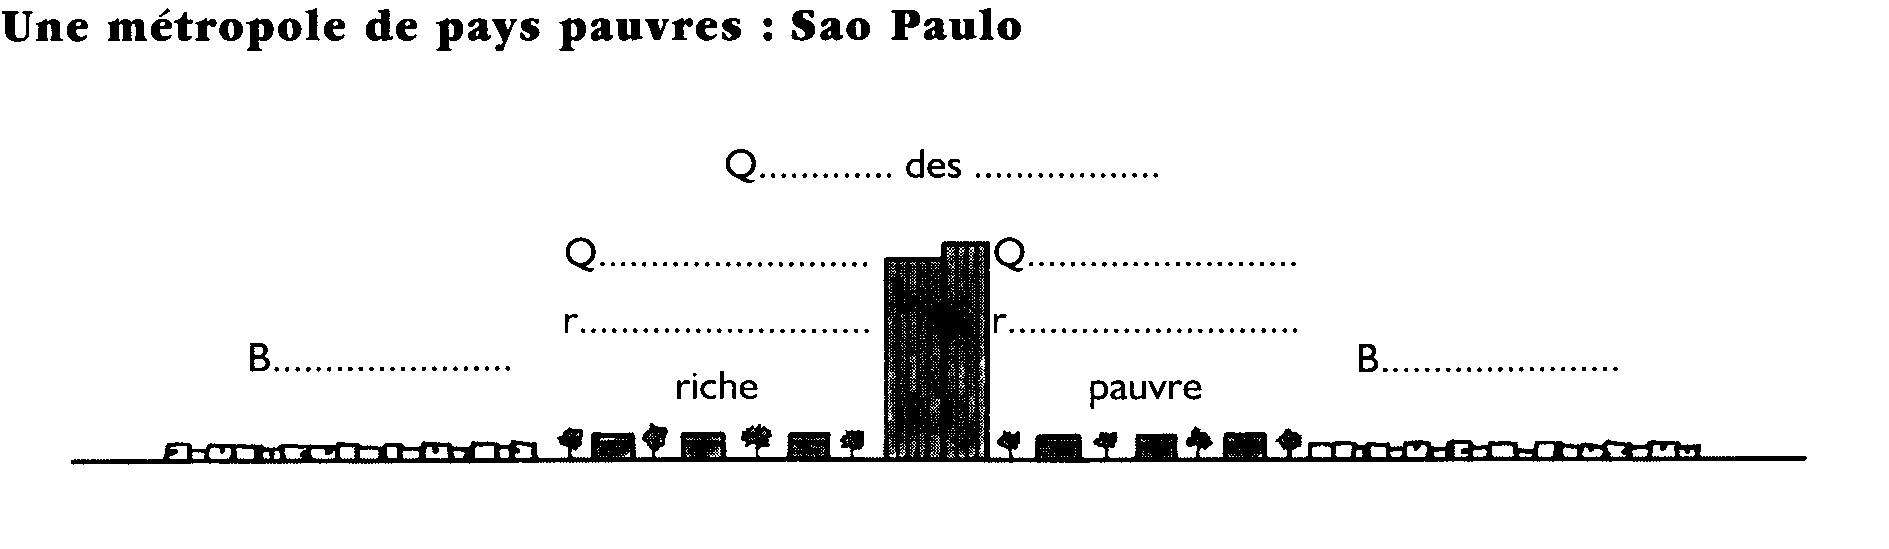 Une métropole de pays pauvres : Sao Paulo
Q............. des ..................
Q.......................... Q..........................
r............................ r............................
B....................... B.......................
riche pauvre